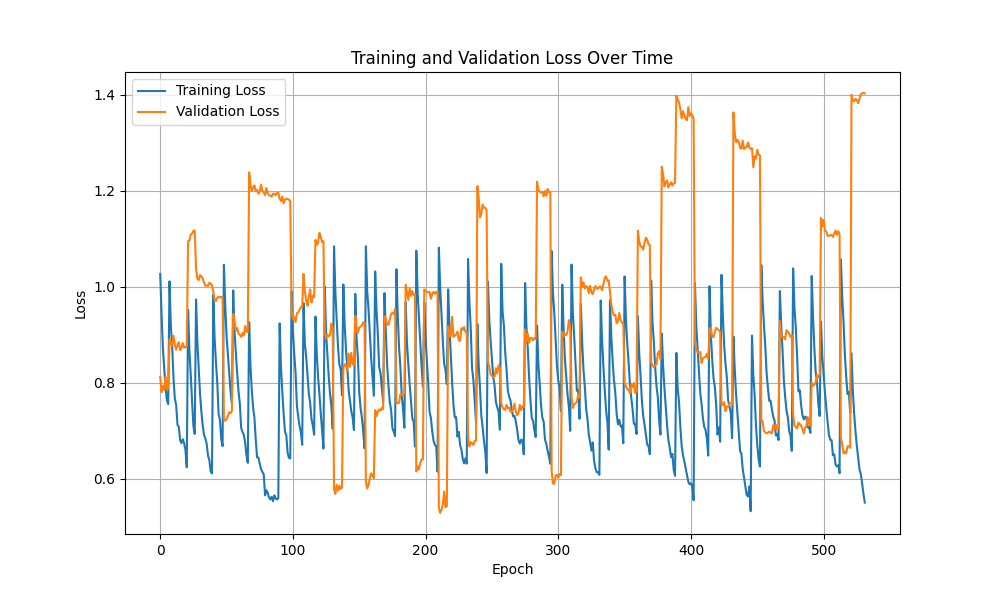 Training and Validation Loss Over Time
Training Loss
Validation Loss
1.4
1.2
1.0
0.8
0.6
Loss
0 100 200 300 400 500
Epoch